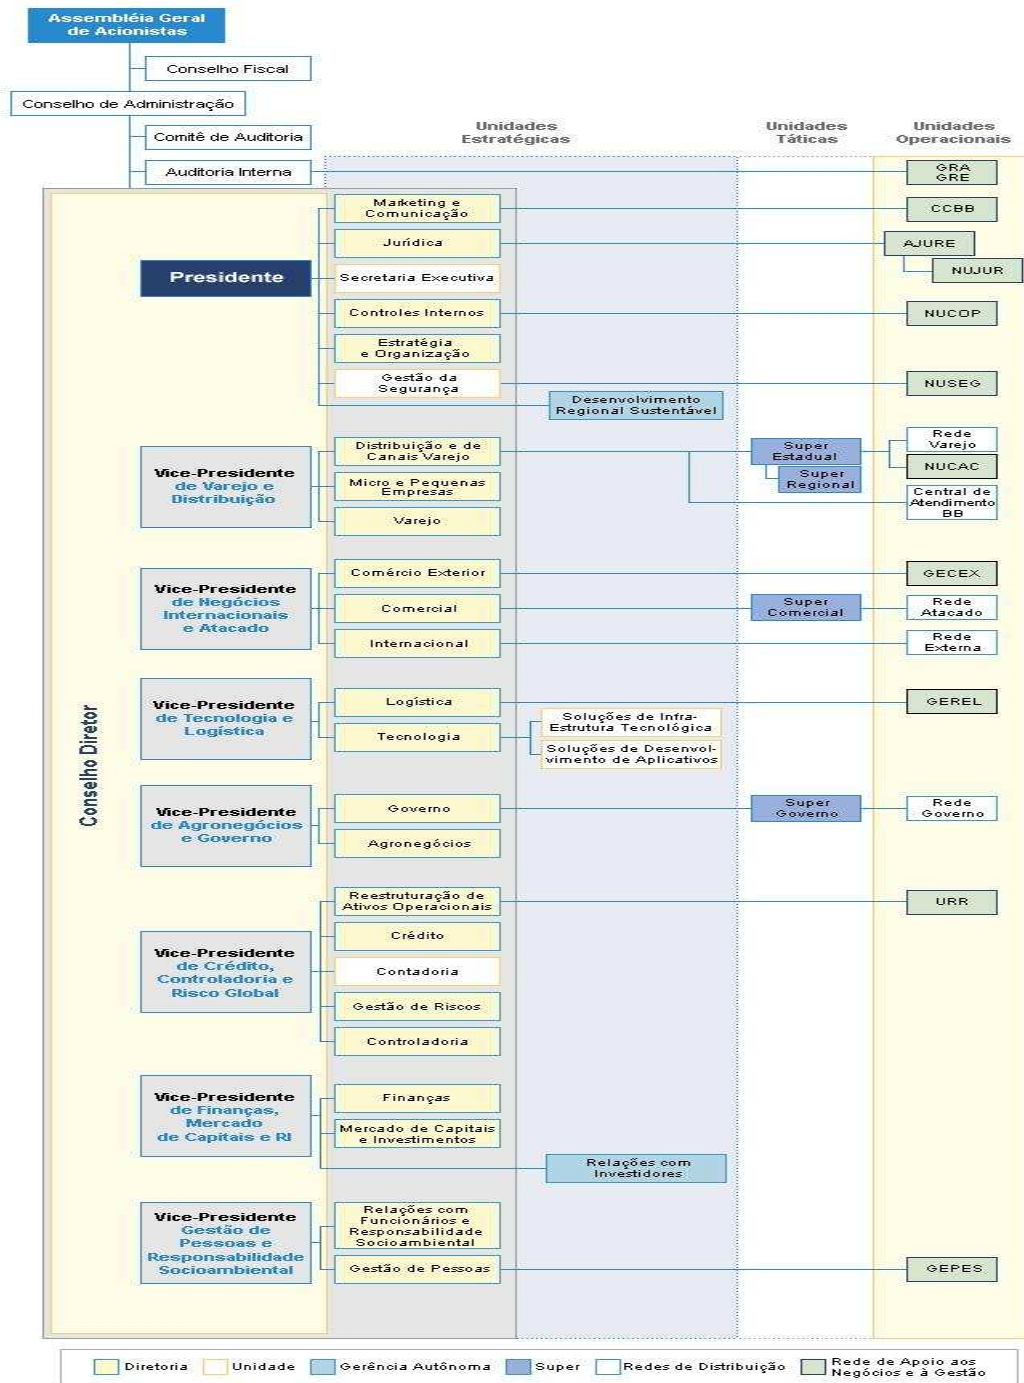 Assembléia Geral
de Acionistas
Conselho Fiscal
Conselho de Administração
Comitê de Auditoria
Auditoria Interna
Unidades
Estratégicas
Unidades
Táticas
Unidades
Operacionais
GRA
GRE
Conselho Diretor
Presidente
Marketing e
Comunicação
CCBB
Jurídica
AJURE
NUJUR
Secretaria Executiva
Controles Internos
NUCOP
Estratégia
e Organização
Gestão da
Segurança
NUSEG
Desenvolvimento
Regional Sustentável
Vice-Presidente
de Varejo e
Distribuição
Distribuição e de
Canais Varejo
Micro e Pequenas
Empresas
Varejo
Super
Estadual
Super
Regional
Rede
Varejo
NUCAC
Central de
Atendimento
BB
Vice-Presidente
de Negócios
Internacionais
e Atacado
Comércio Exterior
GECEX
Comercial
Super
Comercial
Rede
Atacado
Internacional
Rede
Externa
Vice-Presidente
de Tecnologia e
Logística
Logística
GEREL
Tecnologia
Soluções de Infra-
Estrutura Tecnológica
Soluções de Desenvol-
vimento de Aplicativos
Vice-Presidente
de Agronegócios
e Governo
Governo
Super
Governo
Rede
Governo
Agronegócios
Vice-Presidente
de Crédito,
Controladoria e
Risco Global
Reestruturação de
Ativos Operacionais
URR
Crédito
Contadoria
Gestão de Riscos
Controladoria
Vice-Presidente
de Finanças,
Mercado
de Capitais e RI
Finanças
Mercado de Capitais
e Investimentos
Relações com
Investidores
Vice-Presidente
Gestão de
Pessoas e
Responsabilidade
Socioambiental
Relações com
Funcionários e
Responsabilidade
Socioambiental
Gestão de Pessoas
GEPES
Diretoria
Unidade
Gerência Autônoma
Super
Redes de Distribuição
Rede de Apoio aos
Negócios e à Gestão